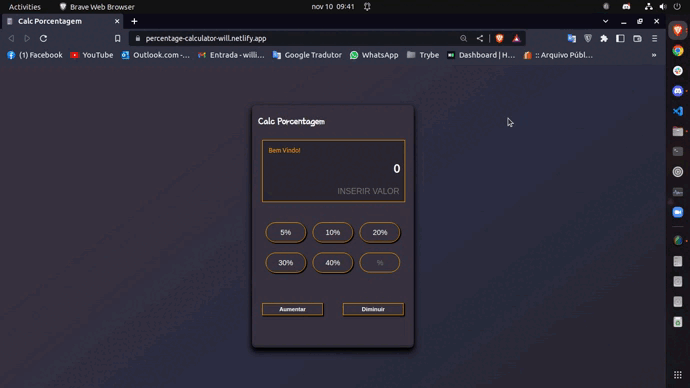 Activities
Brave Web Browser
nov 10 09:41
Calc Porcentagem
percentage-calculator-will.netlify.app
(1) Facebook
YouTube
Outlook.com -...
Entrada - willi...
Google Tradutor
WhatsApp
Trybe
Dashboard | H...
:: Arquivo Públ...
»
Calc Porcentagem
Bem Vindo!
0
INSERIR VALOR
5%
10%
20%
30%
40%
%
Aumentar
Diminuir